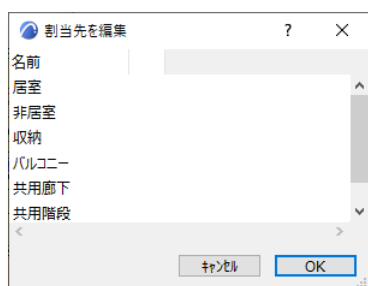 割当先を編集 ?
名前
居室
非居室
収納
バルコニー
共用廊下
共用階段
ｷｬﾝｾﾙ OK